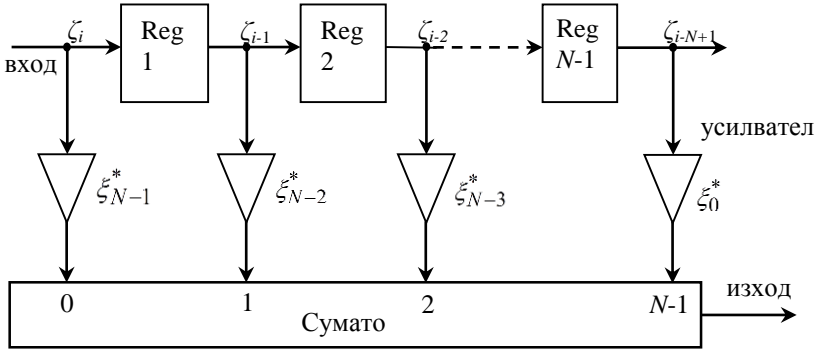 ζᵢ Reg 1 ζᵢ₋₁ Reg 2 ζᵢ₋₂ Reg N-1 ζᵢ₋N₊₁
вход
усилвател
ξ*_{N−1} ξ*_{N−2} ξ*_{N−3} ξ*_0
0 1 2 N-1 изход
Сумато